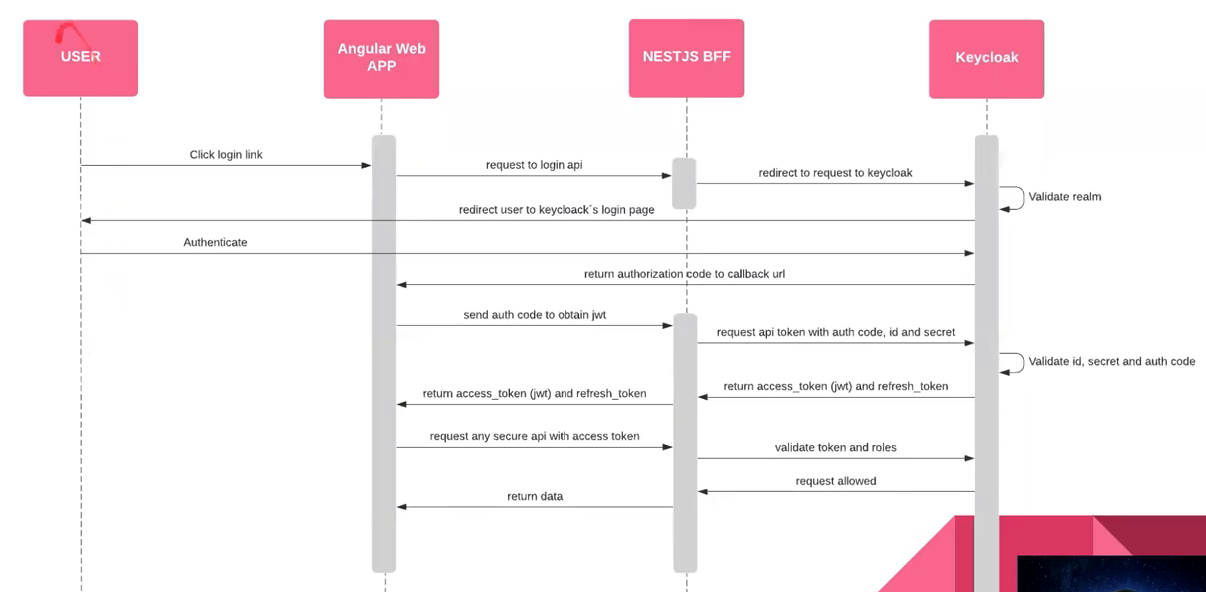 USER
Angular Web
APP
NESTJS BFF
Keycloak
Click login link
request to login api
redirect to request to keycloak
Validate realm
redirect user to keycloack´s login page
Authenticate
return authorization code to callback url
send auth code to obtain jwt
request api token with auth code, id and secret
Validate id, secret and auth code
return access_token (jwt) and refresh_token
return access_token (jwt) and refresh_token
request any secure api with access token
validate token and roles
request allowed
return data